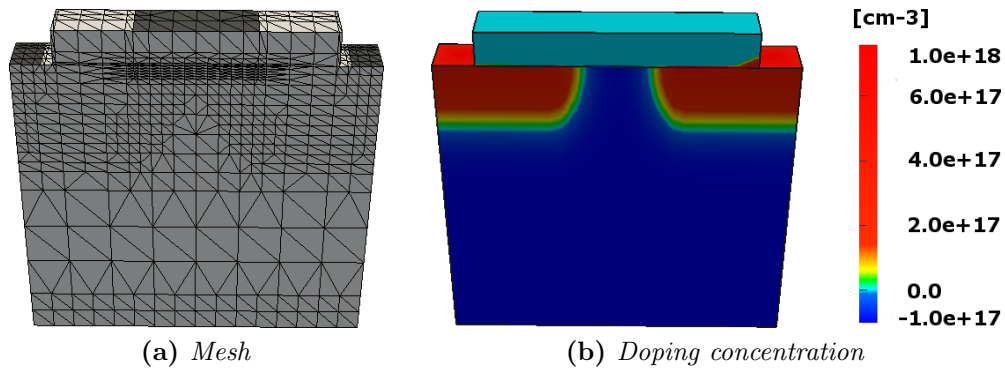 [cm-3]
1.0e+18
6.0e+17
4.0e+17
2.0e+17
0.0
-1.0e+17
(a) Mesh
(b) Doping concentration